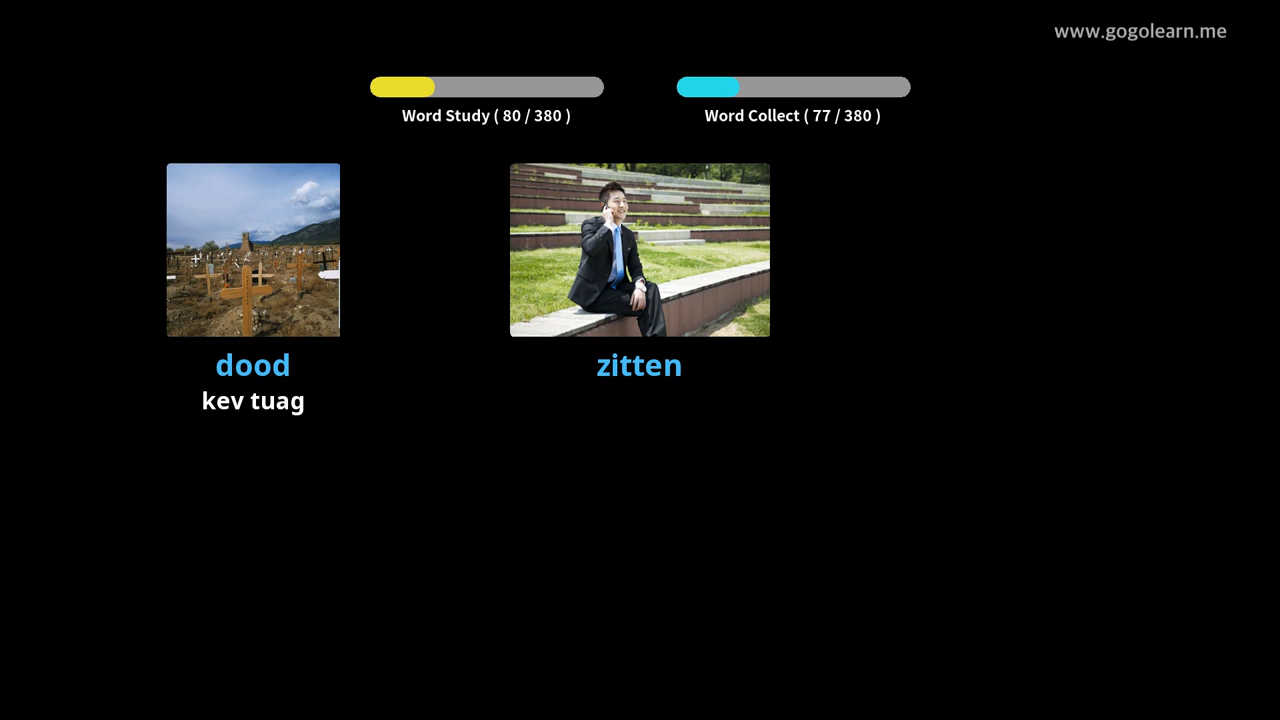 www.gogolearn.me
Word Study ( 80 / 380 )
Word Collect ( 77 / 380 )
dood
kev tuag
zitten